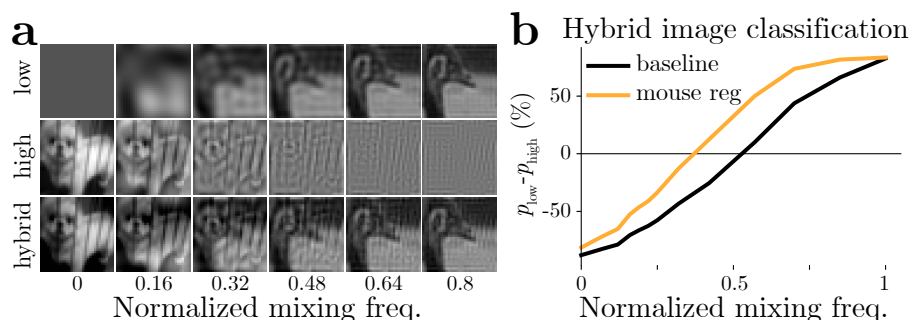 a
low
high
hybrid
0 0.16 0.32 0.48 0.64 0.8
Normalized mixing freq.
b Hybrid image classification
baseline
mouse reg
p_low-p_high (%)
50
0
-50
0 0.5 1
Normalized mixing freq.